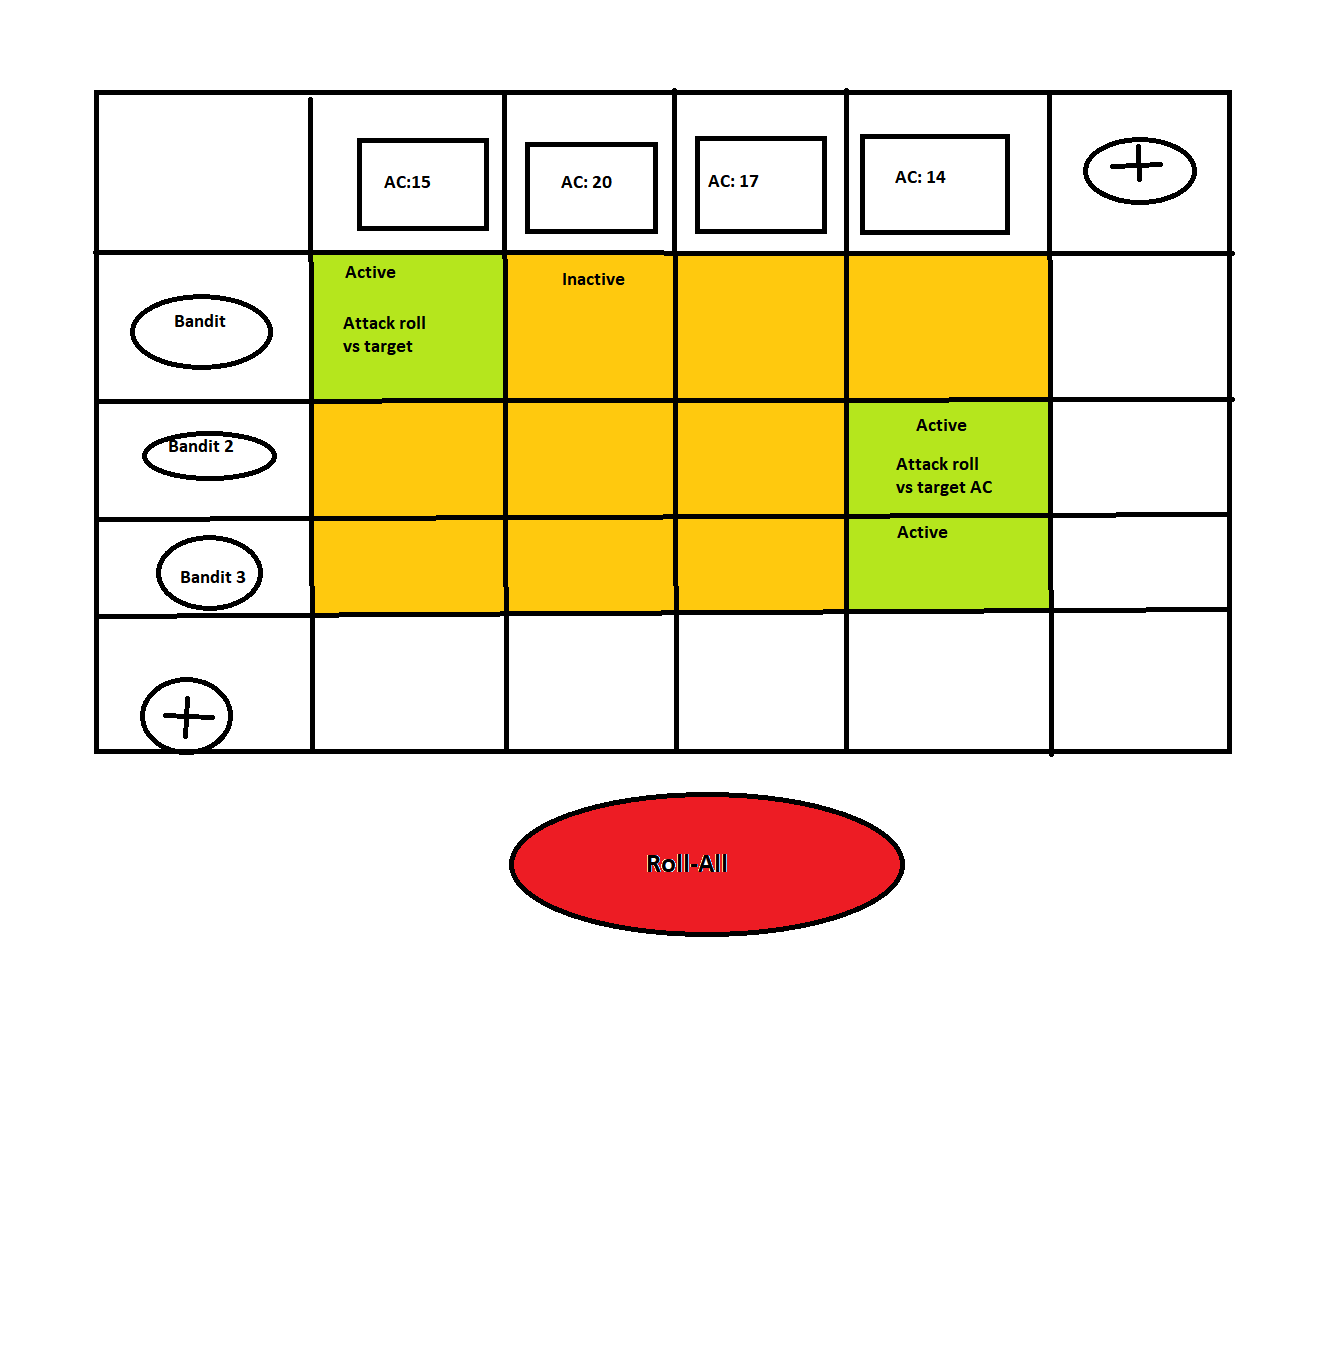 AC:15
AC: 20
AC: 17
AC: 14
Bandit
Active
Attack roll
vs target
Inactive
Bandit 2
Active
Attack roll
vs target AC
Bandit 3
Active
Roll-All